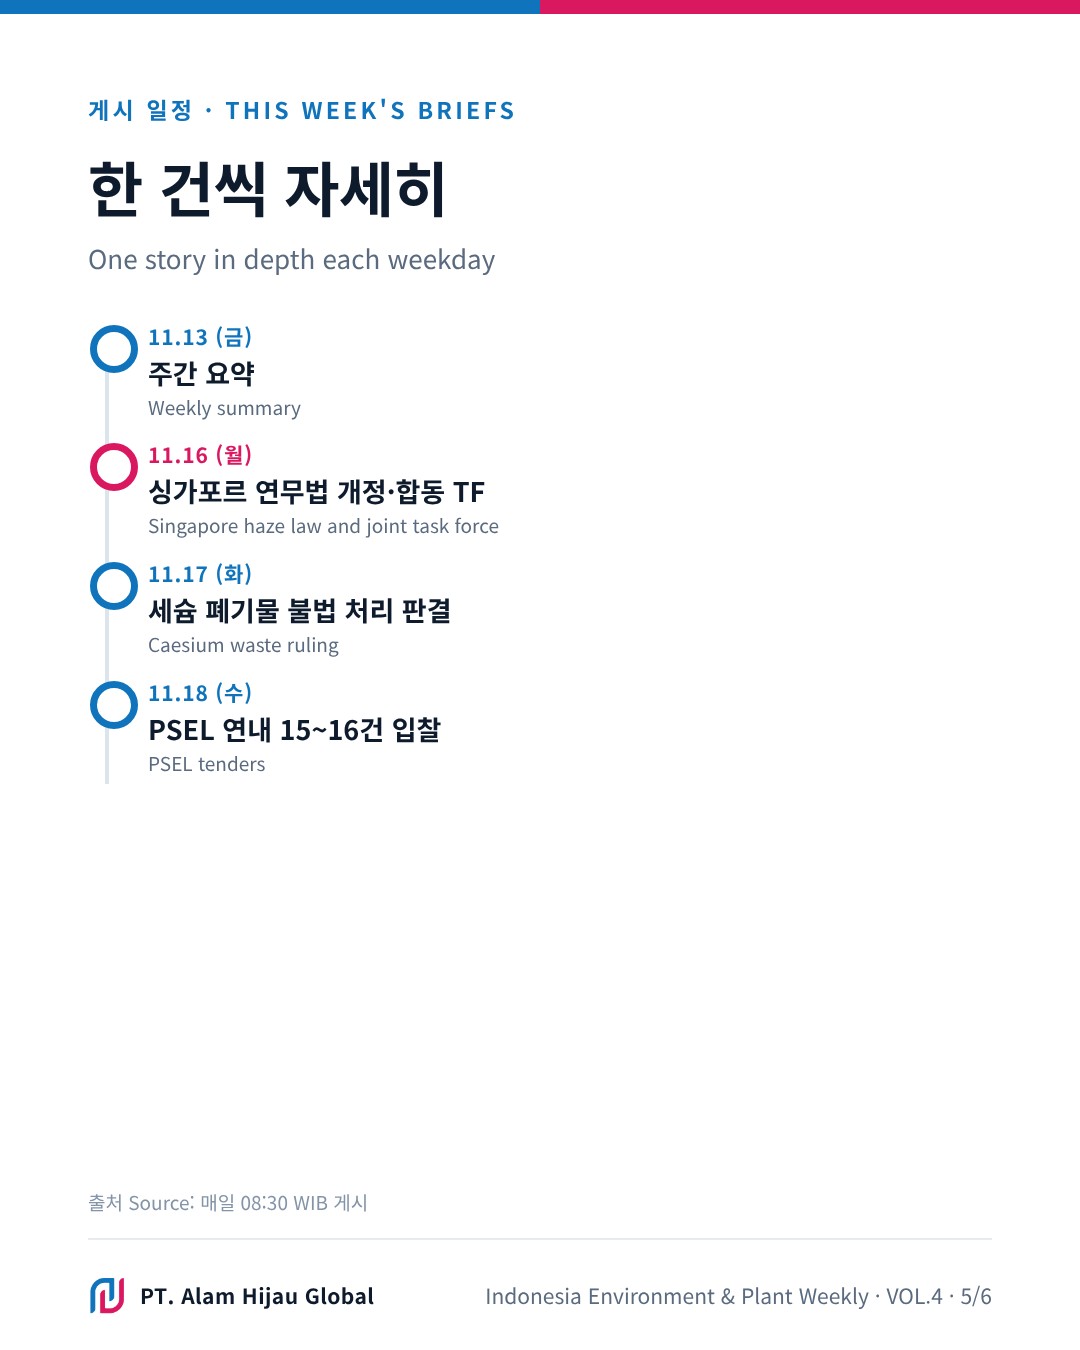 게시 일정 · THIS WEEK'S BRIEFS
한 건씩 자세히
One story in depth each weekday
11.13 (금)
주간 요약
Weekly summary
11.16 (월)
싱가포르 연무법 개정·합동 TF
Singapore haze law and joint task force
11.17 (화)
세슘 폐기물 불법 처리 판결
Caesium waste ruling
11.18 (수)
PSEL 연내 15~16건 입찰
PSEL tenders
출처 Source: 매일 08:30 WIB 게시
PT. Alam Hijau Global
Indonesia Environment & Plant Weekly · VOL.4 · 5/6